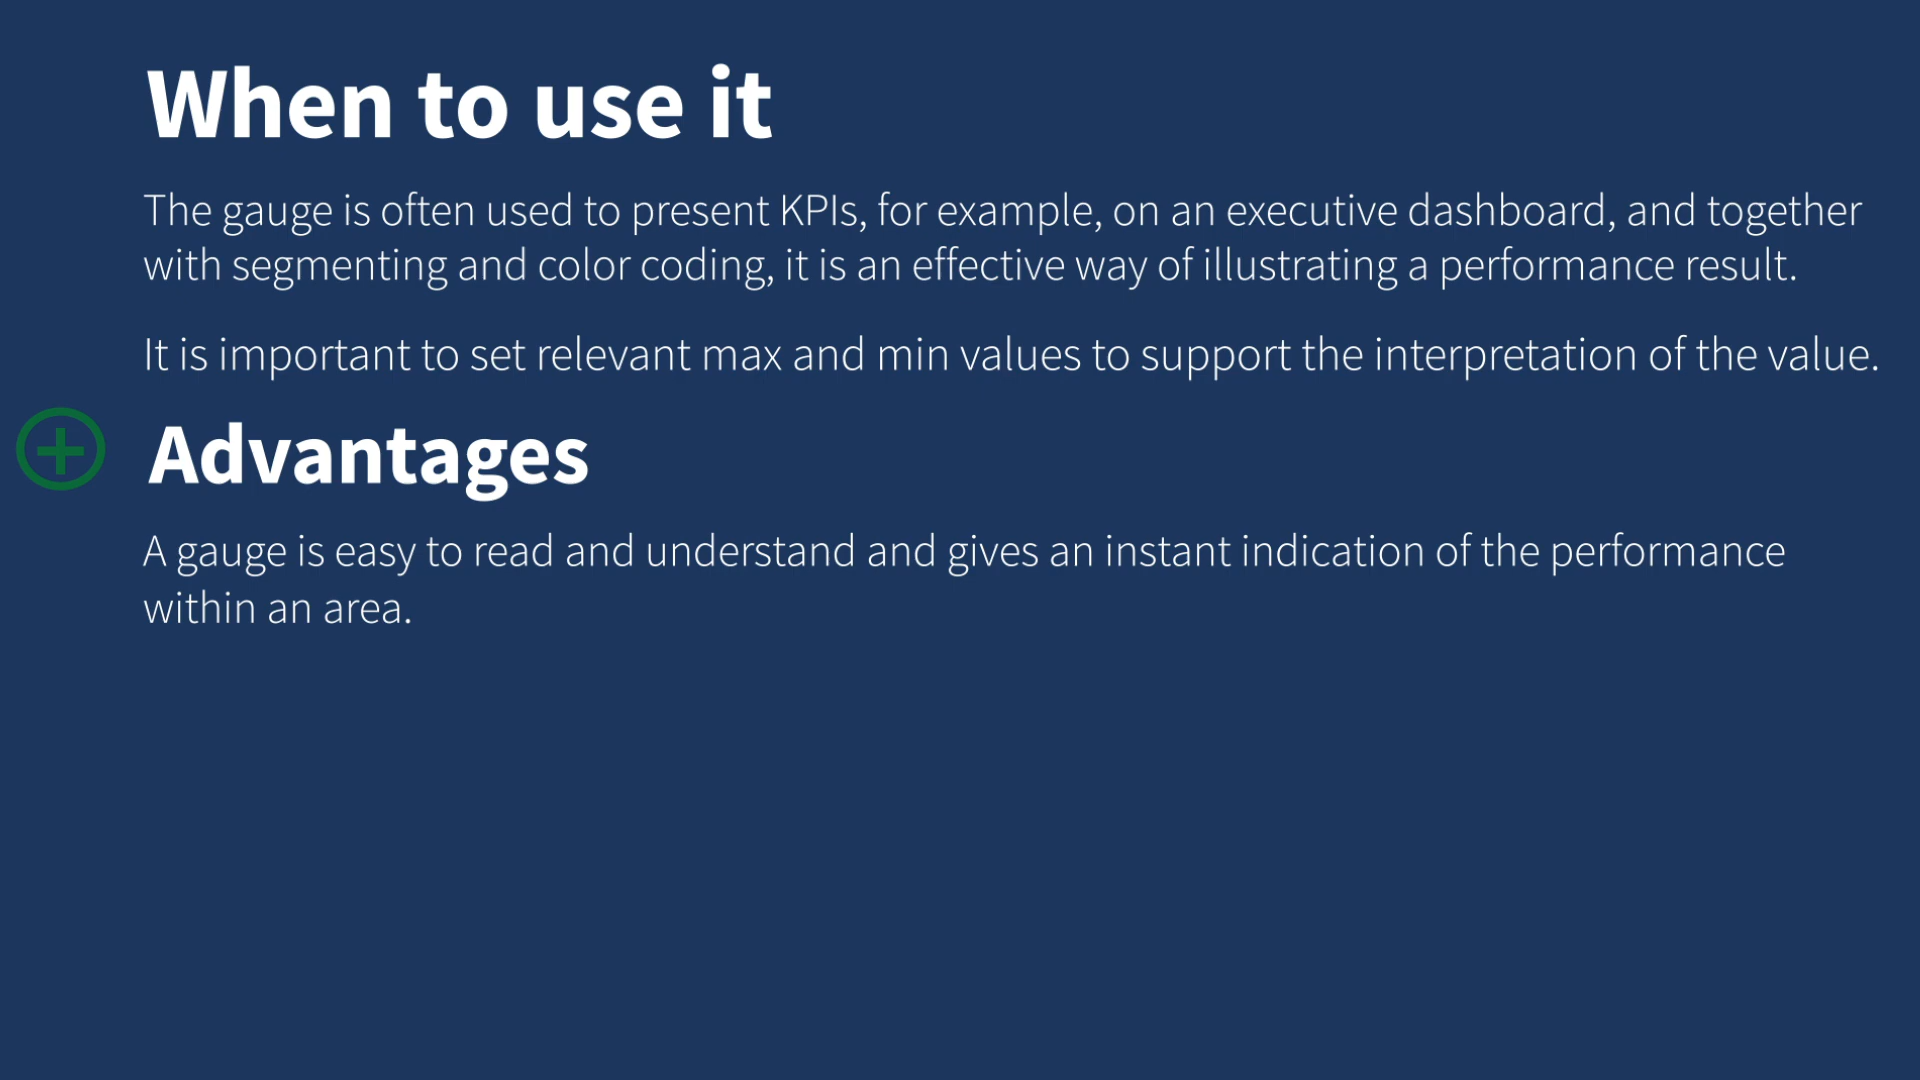 When to use it
The gauge is often used to present KPIs, for example, on an executive dashboard, and together
with segmenting and color coding, it is an effective way of illustrating a performance result.
It is important to set relevant max and min values to support the interpretation of the value.
Advantages
A gauge is easy to read and understand and gives an instant indication of the performance
within an area.